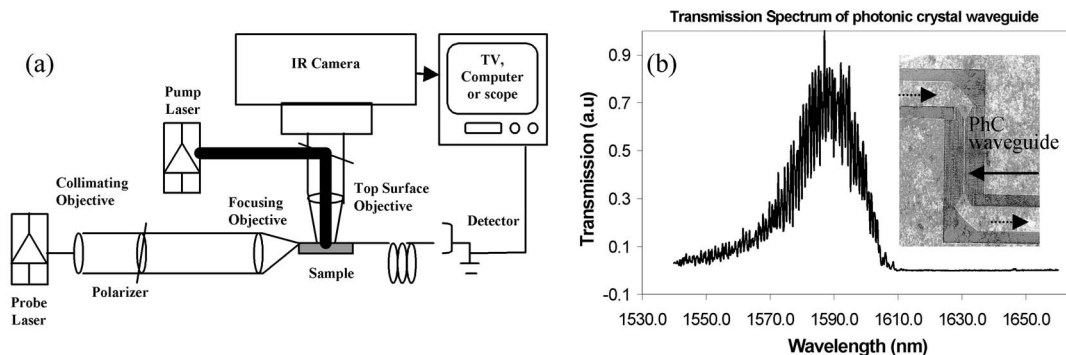 (a)
IR Camera
TV,
Computer
or scope
Pump
Laser
Collimating
Objective
Focusing
Objective
Top Surface
Objective
Detector
Polarizer
Sample
Probe
Laser
Transmission Spectrum of photonic crystal waveguide
(b)
Transmission (a.u)
0.9
0.7
0.5
0.3
0.1
-0.1
PhC
waveguide
1530.0 1550.0 1570.0 1590.0 1610.0 1630.0 1650.0
Wavelength (nm)